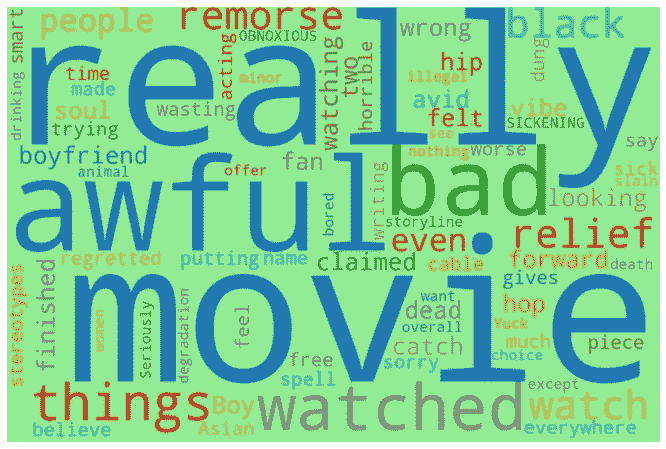 people
remorse
OBNOXIOUS
wrong
black
drinking
smart
time
made
soul
trying
acting
minor
wasting
watching
two
horrible
illegal
hip
avid
felt
vibe
dung
SICKENING
see
really
boyfriend
animal
offer
fan
nothing
worse
say
sick
slain
awful
bored
writing
bad
looking
storyline
even
relief
regretted
putting
name
claimed
cable
forward
death
gives
stereotypes
finished
women
Seriously
degradation
feel
movie
free
spell
sorry
want
dead
overall
catch
hop
Yuck
much
choice
piece
things
Boy
Asian
believe
watched
except
watch
everywhere